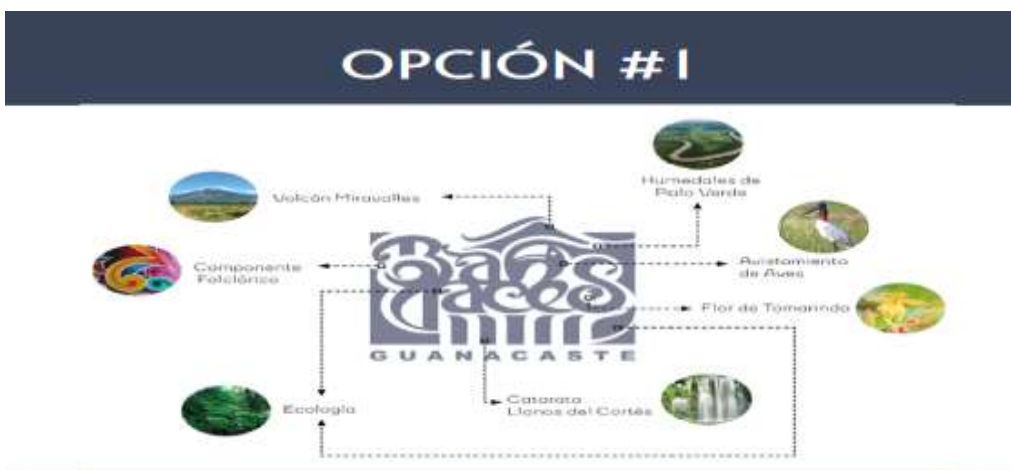 OPCIÓN #1
Humedales de
Palo Verde
Volcán Miravalles
Componente
Folclórico
Avistamiento
de Aves
Flor de Tamarindo
Bagaces
GUANACASTE
Ecología
Catarata
Llanos del Cortés